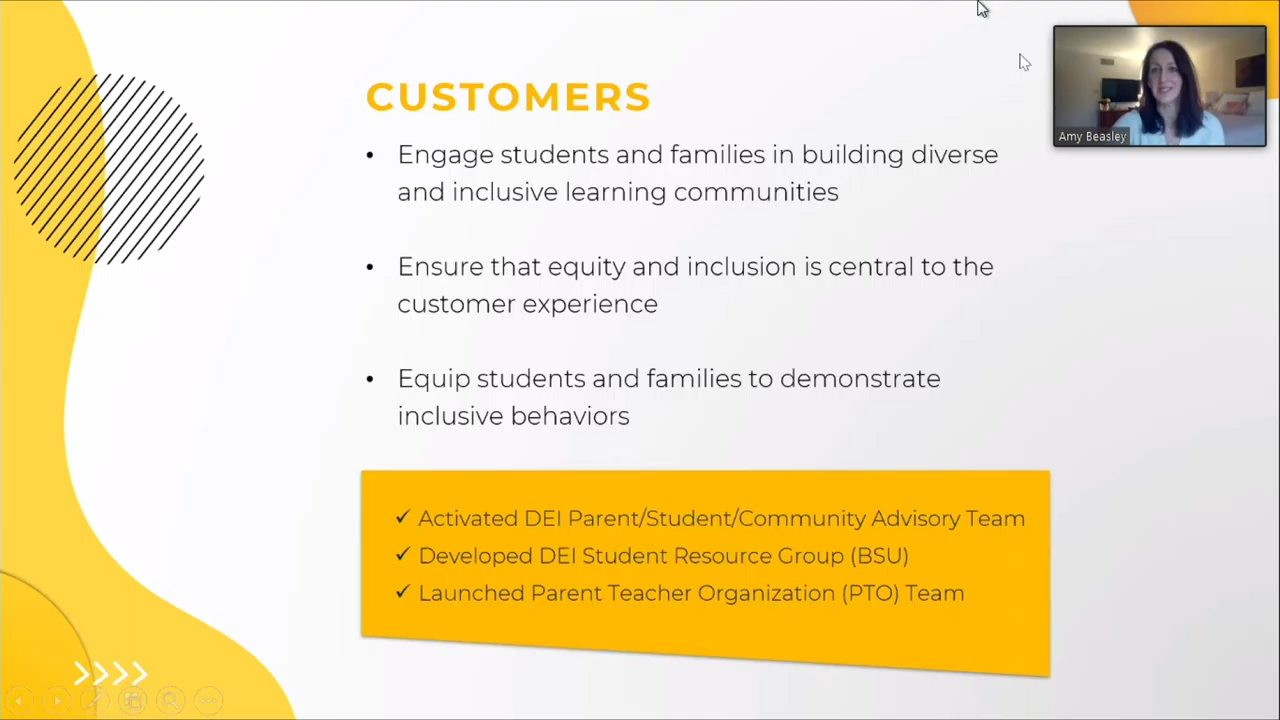 CUSTOMERS
• Engage students and families in building diverse
and inclusive learning communities
• Ensure that equity and inclusion is central to the
customer experience
• Equip students and families to demonstrate
inclusive behaviors
✓ Activated DEI Parent/Student/Community Advisory Team
✓ Developed DEI Student Resource Group (BSU)
✓ Launched Parent Teacher Organization (PTO) Team
Amy Beasley